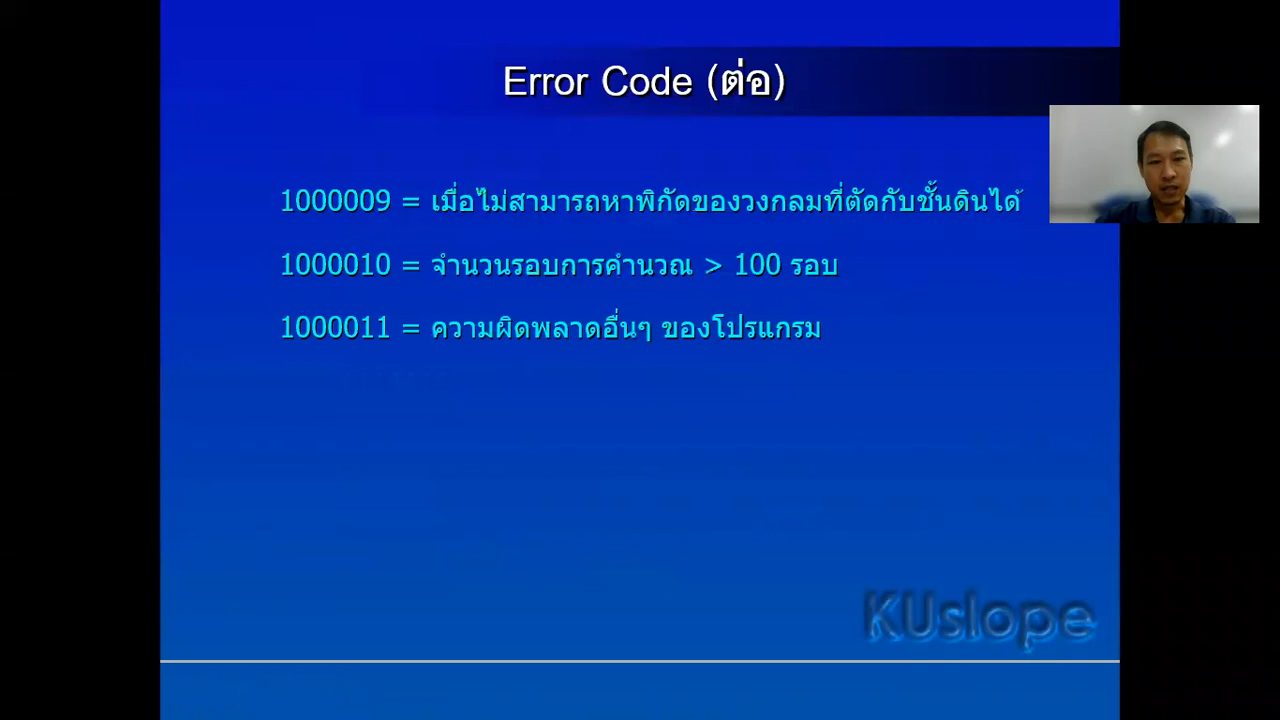 Error Code (ต่อ)
1000009 = เมื่อไม่สามารถหาพิกัดของวงกลมที่ตัดกับชั้นดินได้
1000010 = จำนวนรอบการคำนวณ > 100 รอบ
1000011 = ความผิดพลาดอื่นๆ ของโปรแกรม
KUslope